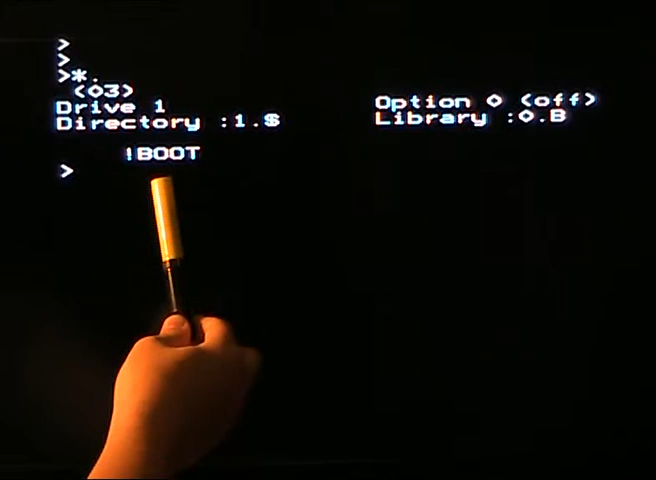 >
>
>*.
(03)
Drive 1 Option 0 (off)
Directory :1.$ Library :0.B
!BOOT
>